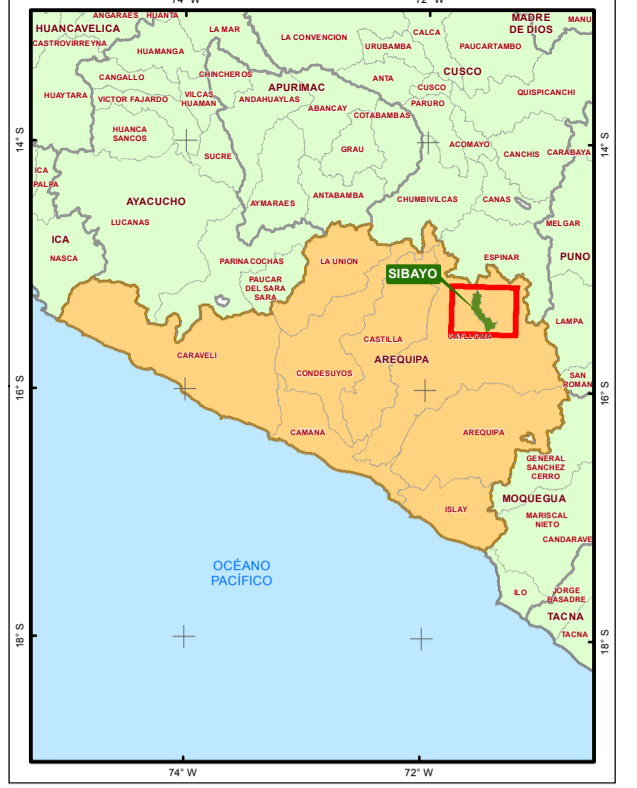 74° W
72° W
ANGARAES
HUANTA
HUANCAVELICA
CASTROVIRREYNA
LA MAR
LA CONVENCION
CALCA
URUBAMBA
PAUCARTAMBO
MADRE
DE DIOS
MANU
HUAMANGA
CANGALLO
CHINCHEROS
ANTA
CUSCO
CUSCO
APURIMAC
HUAYTARA
VICTOR FAJARDO
VILCAS
HUAMAN
ANDAHUAYLAS
ABANCAY
COTABAMBAS
PARURO
QUISPICANCHI
HUANCA
SANCOS
14° S
14° S
GRAU
ACOMAYO
CANCHIS
CARABAYA
SUCRE
ICA
PALPA
AYACUCHO
AYMARAES
ANTABAMBA
CHUMBIVILCAS
CANAS
LUCANAS
MELGAR
ICA
NASCA
PARINACOCHAS
LA UNION
ESPINAR
PUNO
SIBAYO
PAUCAR
DEL SARA
SARA
LAMPA
CAYLLOMA
CASTILLA
CARAVELI
AREQUIPA
CONDESUYOS
SAN
ROMAN
16° S
16° S
CAMANA
AREQUIPA
GENERAL
SANCHEZ
CERRO
MOQUEGUA
ISLAY
MARISCAL
NIETO
CANDARAVE
OCÉANO
PACÍFICO
ILO
JORGE
BASADRE
TACNA
TACNA
18° S
18° S
74° W
72° W